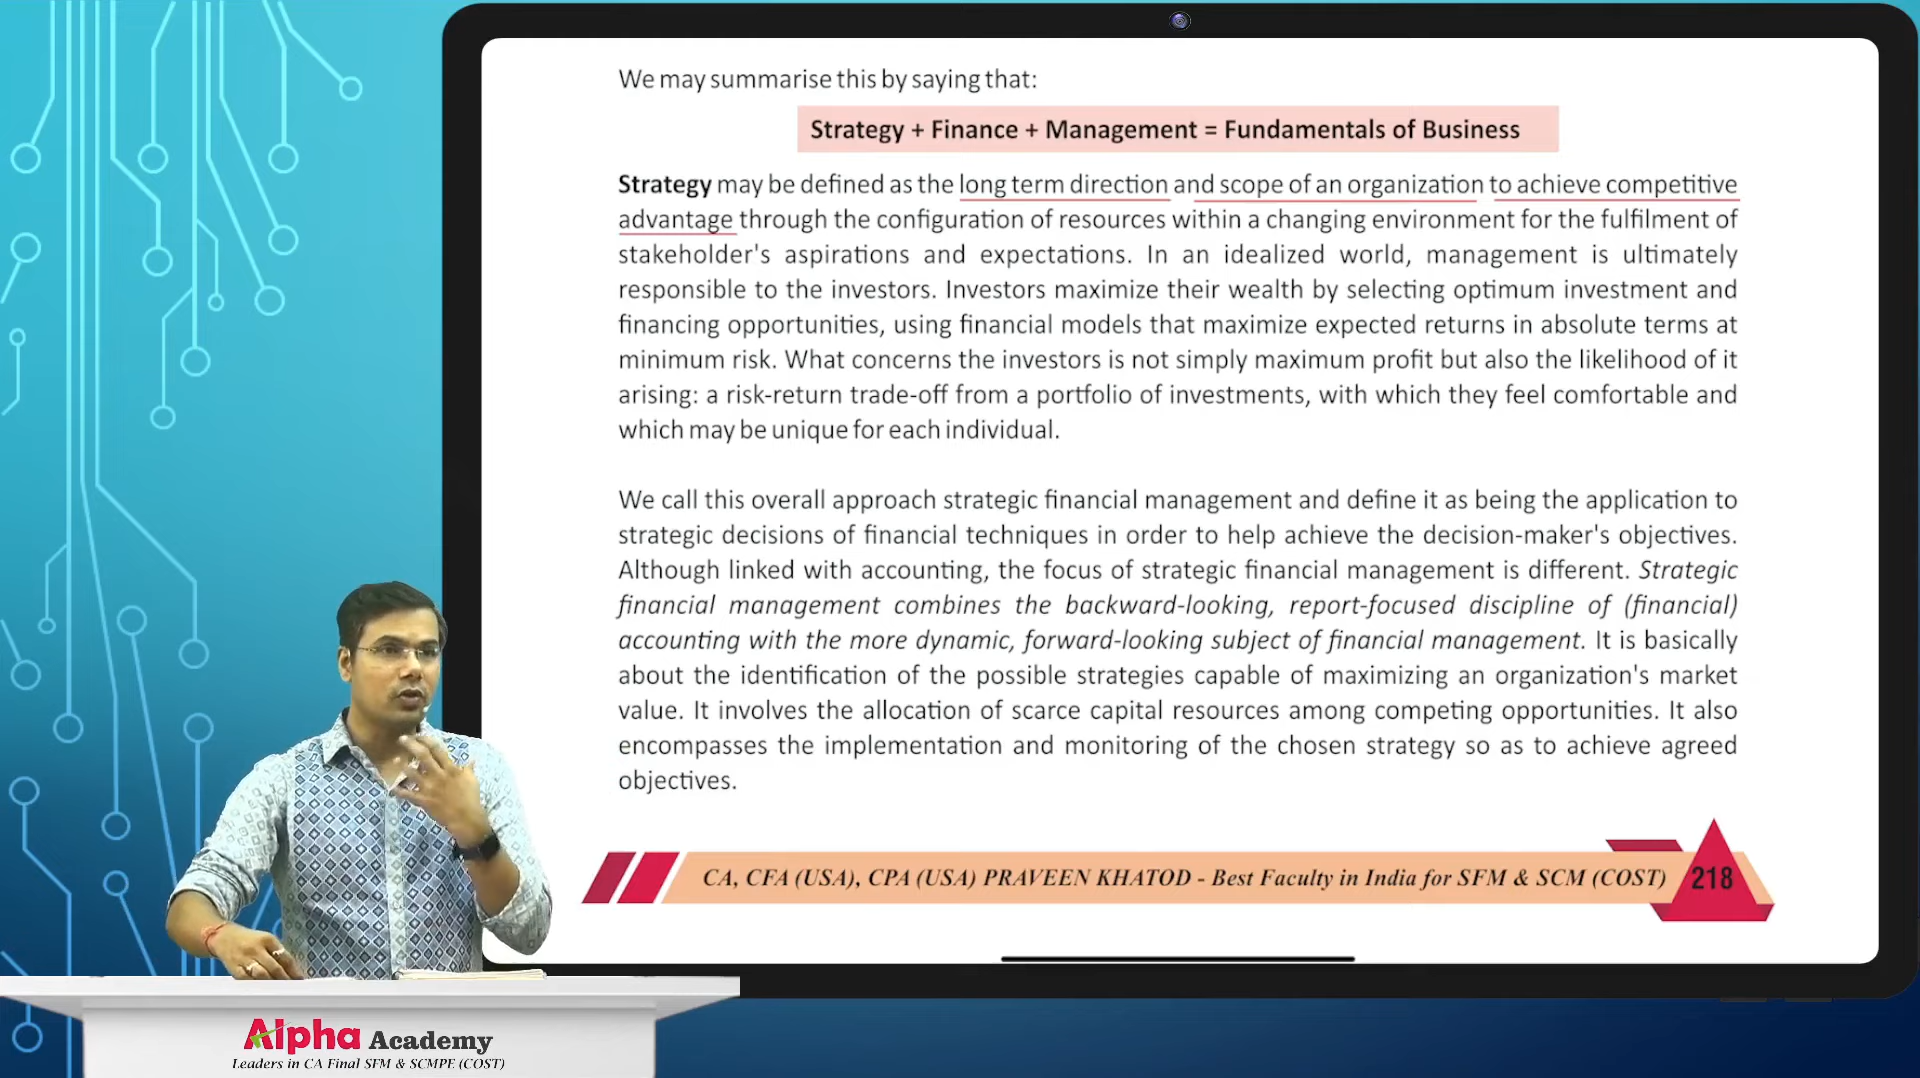 We may summarise this by saying that:
Strategy + Finance + Management = Fundamentals of Business
Strategy may be defined as the long term direction and scope of an organization to achieve competitive
advantage through the configuration of resources within a changing environment for the fulfilment of
stakeholder's aspirations and expectations. In an idealized world, management is ultimately
responsible to the investors. Investors maximize their wealth by selecting optimum investment and
financing opportunities, using financial models that maximize expected returns in absolute terms at
minimum risk. What concerns the investors is not simply maximum profit but also the likelihood of it
arising: a risk-return trade-off from a portfolio of investments, with which they feel comfortable and
which may be unique for each individual.
We call this overall approach strategic financial management and define it as being the application to
strategic decisions of financial techniques in order to help achieve the decision-maker's objectives.
Although linked with accounting, the focus of strategic financial management is different. Strategic
financial management combines the backward-looking, report-focused discipline of (financial)
accounting with the more dynamic, forward-looking subject of financial management. It is basically
about the identification of the possible strategies capable of maximizing an organization's market
value. It involves the allocation of scarce capital resources among competing opportunities. It also
encompasses the implementation and monitoring of the chosen strategy so as to achieve agreed
objectives.
CA, CFA (USA), CPA (USA) PRAVEEN KHATOD - Best Faculty in India for SFM & SCM (COST) 218
Alpha Academy
Leaders in CA Final SFM & SCMPE (COST)